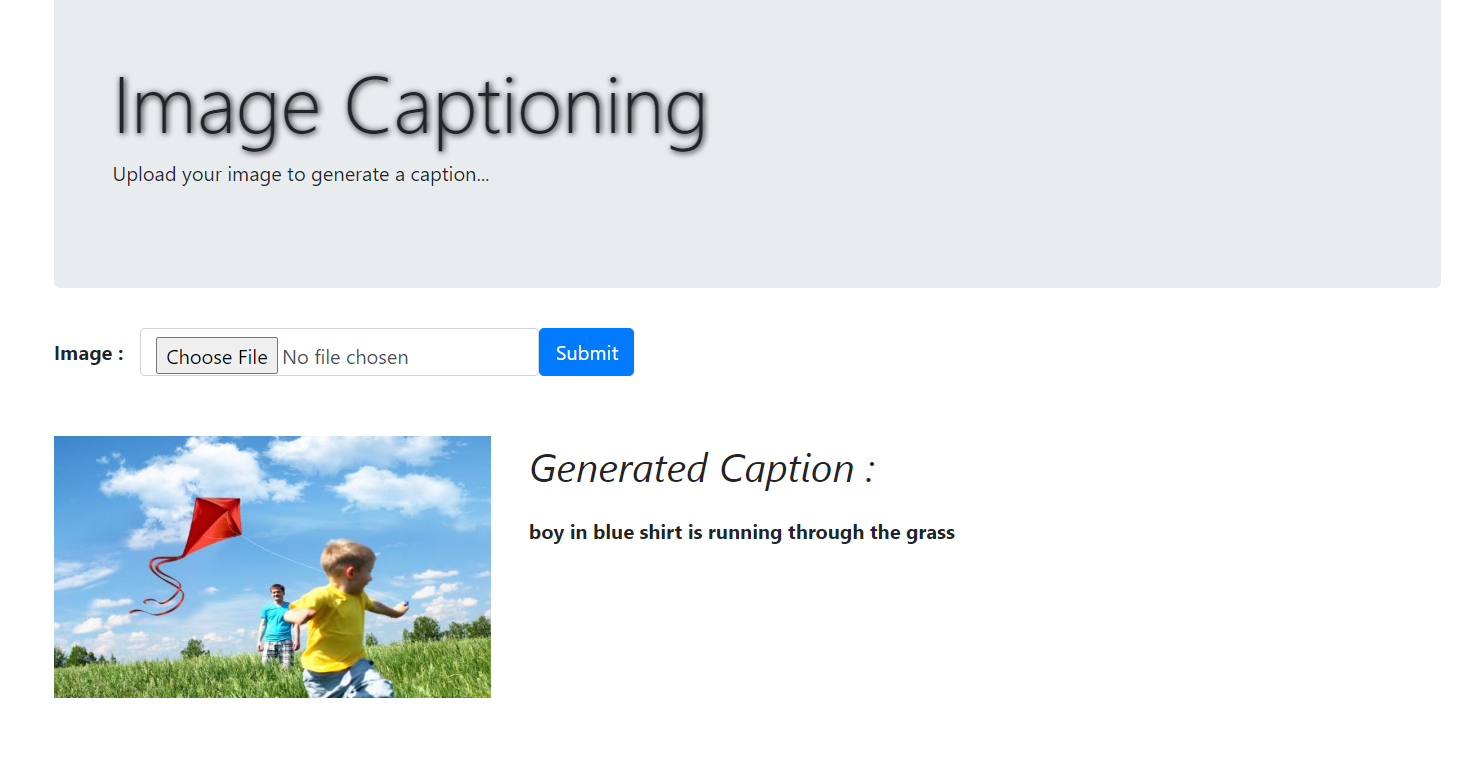 Image Captioning
Upload your image to generate a caption...
Image : Choose File No file chosen Submit
Generated Caption :
boy in blue shirt is running through the grass